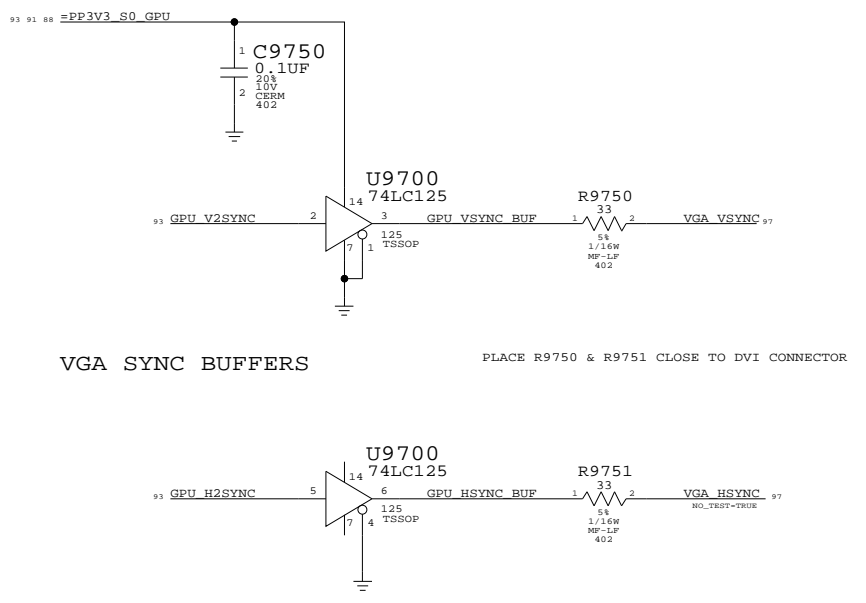 93 91 88 =PP3V3_S0_GPU
1 C9750
0.1UF
20%
10V
2 CERM
402
U9700
74LC125
14
93 GPU_V2SYNC 2
3 GPU_VSYNC_BUF
125
TSSOP
7 1
R9750
33
1 2
5%
1/16W
MF-LF
402
VGA_VSYNC 97
VGA SYNC BUFFERS
PLACE R9750 & R9751 CLOSE TO DVI CONNECTOR
U9700
74LC125
14
93 GPU_H2SYNC 5
6 GPU_HSYNC_BUF
125
TSSOP
7 4
R9751
33
1 2
5%
1/16W
MF-LF
402
VGA_HSYNC 97
NO_TEST=TRUE